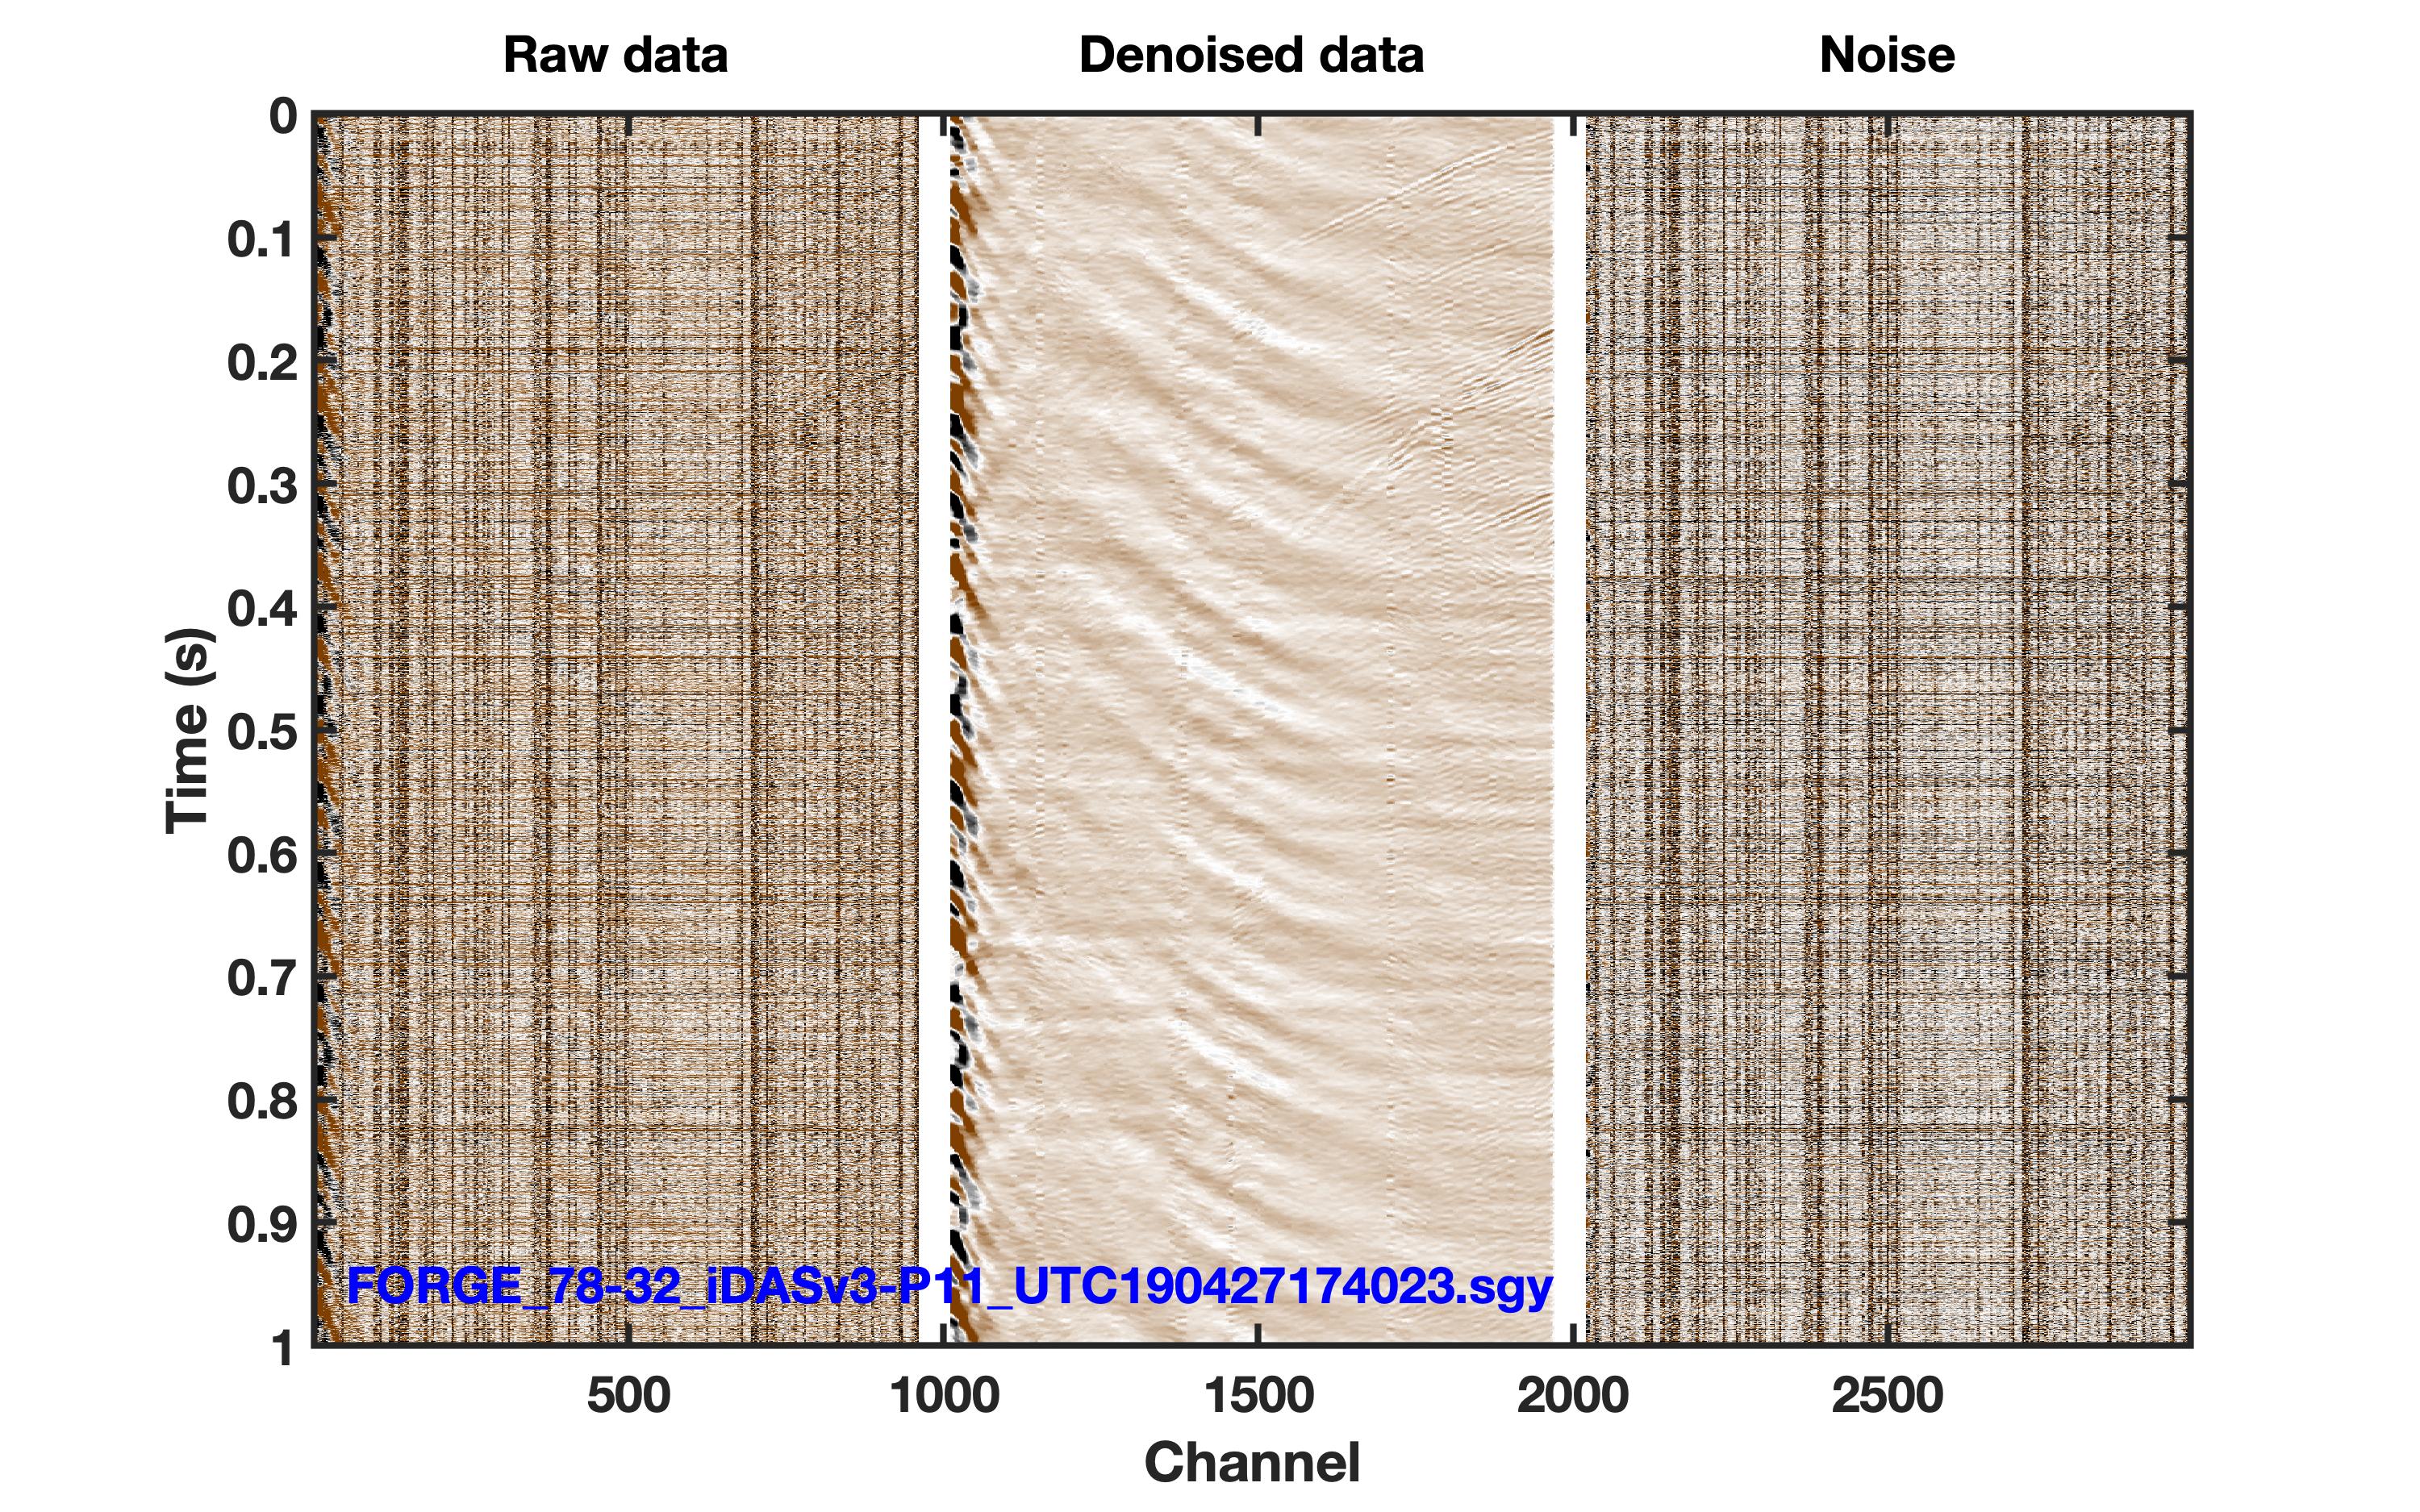 Raw data Denoised data Noise
0
0.1
0.2
0.3
0.4
0.5
0.6
0.7
0.8
0.9
1
Time (s)
FORGE_78-32_iDASv3-P11_UTC190427174023.sgy
500 1000 1500 2000 2500
Channel